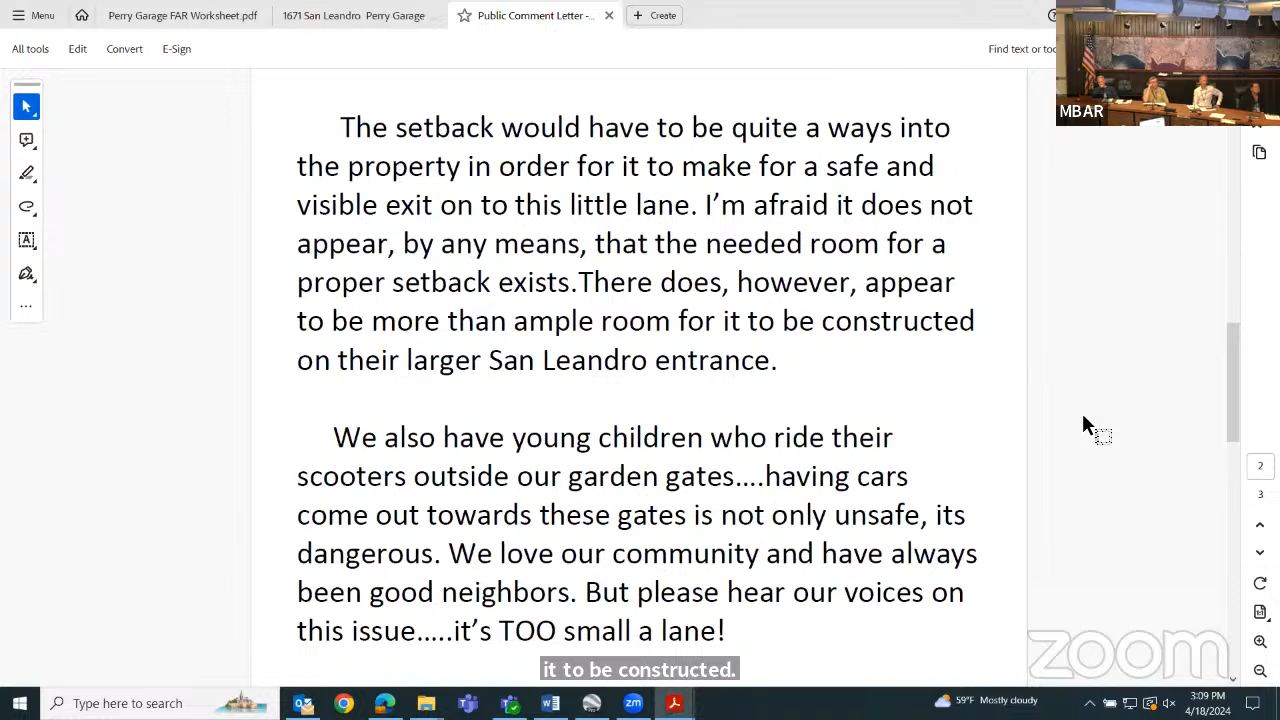 Menu
Perry Garage FAR Worksheet.pdf
1671 San Leandro Perry Garage
Public Comment Letter -...
Create
All tools
Edit
Convert
E-Sign
Find text or too
MBAR
The setback would have to be quite a ways into
the property in order for it to make for a safe and
visible exit on to this little lane. I’m afraid it does not
appear, by any means, that the needed room for a
proper setback exists.There does, however, appear
to be more than ample room for it to be constructed
on their larger San Leandro entrance.
We also have young children who ride their
scooters outside our garden gates....having cars
come out towards these gates is not only unsafe, its
dangerous. We love our community and have always
been good neighbors. But please hear our voices on
this issue.....it’s TOO small a lane!
it to be constructed.
2
3
zoom
Type here to search
59°F Mostly cloudy
3:09 PM
4/18/2024